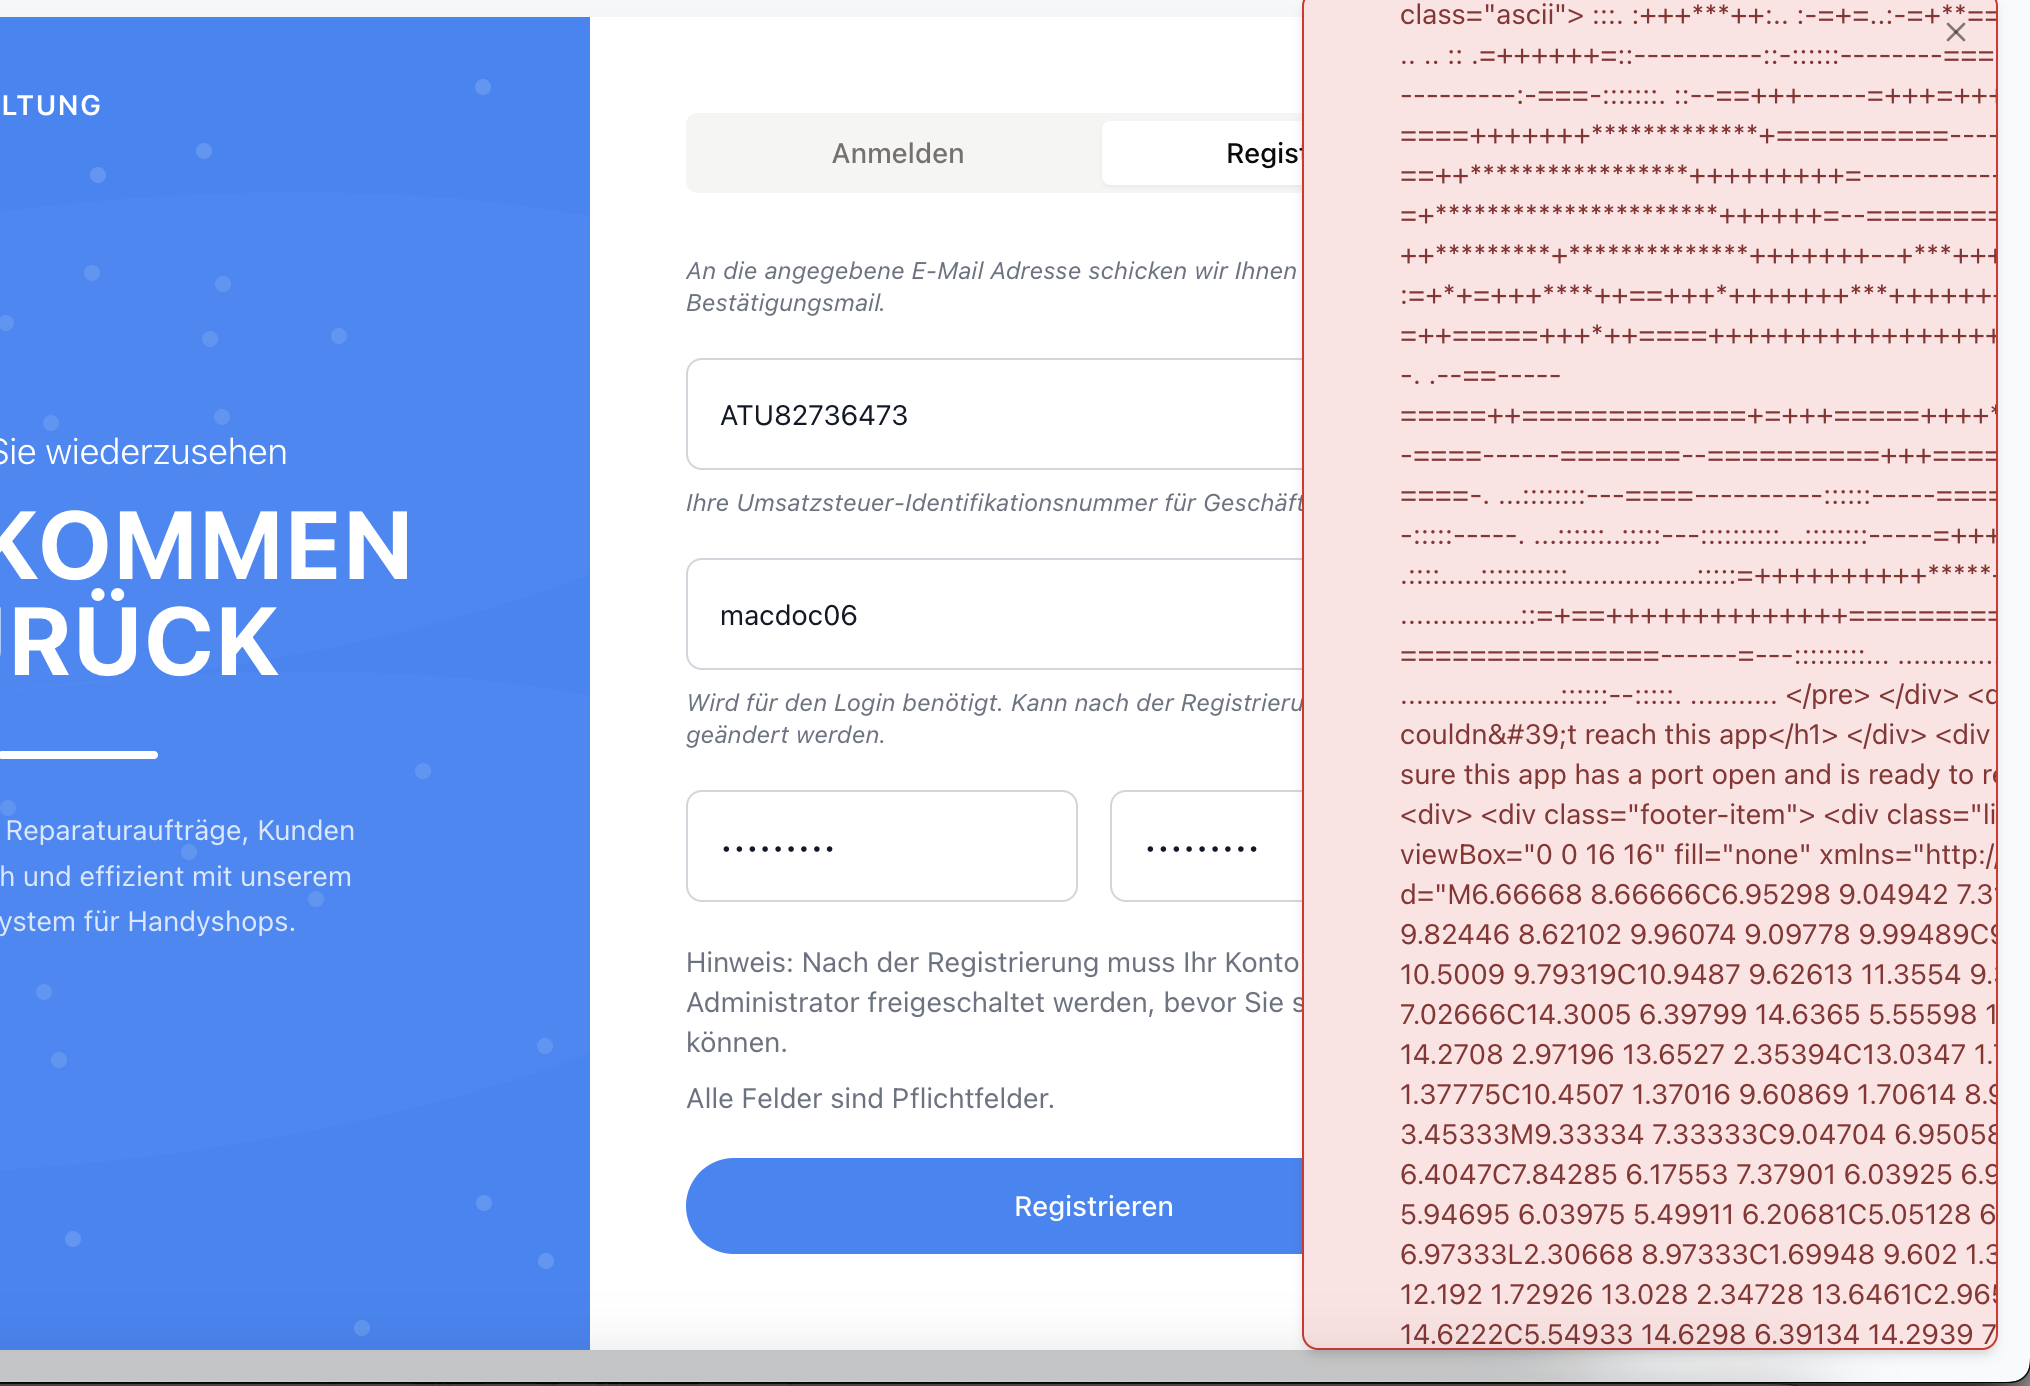 LTUNG
Sie wiederzusehen
KOMMEN
URÜCK
Reparaturaufträge, Kunden
h und effizient mit unserem
ystem für Handyshops.
Anmelden
Regist
An die angegebene E-Mail Adresse schicken wir Ihnen
Bestätigungsmail.
ATU82736473
Ihre Umsatzsteuer-Identifikationsnummer für Geschäft
macdoc06
Wird für den Login benötigt. Kann nach der Registrieru
geändert werden.
•••••••••
•••••••••
Hinweis: Nach der Registrierung muss Ihr Konto
Administrator freigeschaltet werden, bevor Sie s
können.
Alle Felder sind Pflichtfelder.
Registrieren
class="ascii"> :::. :+++***++:.. :-=+=..:-=+**==
.. .. :: .=++++++=::----------::-::::::--------===
---------:-===-:::::::. ::--==+++-----=+++=+++
====+++++++*************+==========----
==++*****************+++++++++=----------
=+**********************++++++=--========
++*********+**************+++++++--+***+++
:=+*+=+++****++==+++*+++++++***+++++++
=++=====+++*++====+++++++++++++++++
-. .--==-----
=====++=============+=+++=====++++*
-====------=======--==========+++====
====-. ...::::::::---====----------::::::-----====
-:::::-----. ...::::::..:::::---::::::::::...:::::::::-----=+++
.::::.....::::::::::::..................:::::=++++++++++*****-
.................::=+==++++++++++++++=========
===============------=---:::::::::... ............
.......................::::::--:::::. ........... </pre> </div> <d
couldn&#39;t reach this app</h1> </div> <div
sure this app has a port open and is ready to re
<div> <div class="footer-item"> <div class="li
viewBox="0 0 16 16" fill="none" xmlns="http:/
d="M6.66668 8.66666C6.95298 9.04942 7.3
9.82446 8.62102 9.96074 9.09778 9.99489C9
10.5009 9.79319C10.9487 9.62613 11.3554 9.
7.02666C14.3005 6.39799 14.6365 5.55598 1
14.2708 2.97196 13.6527 2.35394C13.0347 1.
1.37775C10.4507 1.37016 9.60869 1.70614 8.9
3.45333M9.33334 7.33333C9.04704 6.95058
6.4047C7.84285 6.17553 7.37901 6.03925 6.9
5.94695 6.03975 5.49911 6.20681C5.05128 6
6.97333L2.30668 8.97333C1.69948 9.602 1.3
12.192 1.72926 13.028 2.34728 13.6461C2.965
14.6222C5.54933 14.6298 6.39134 14.2939 7